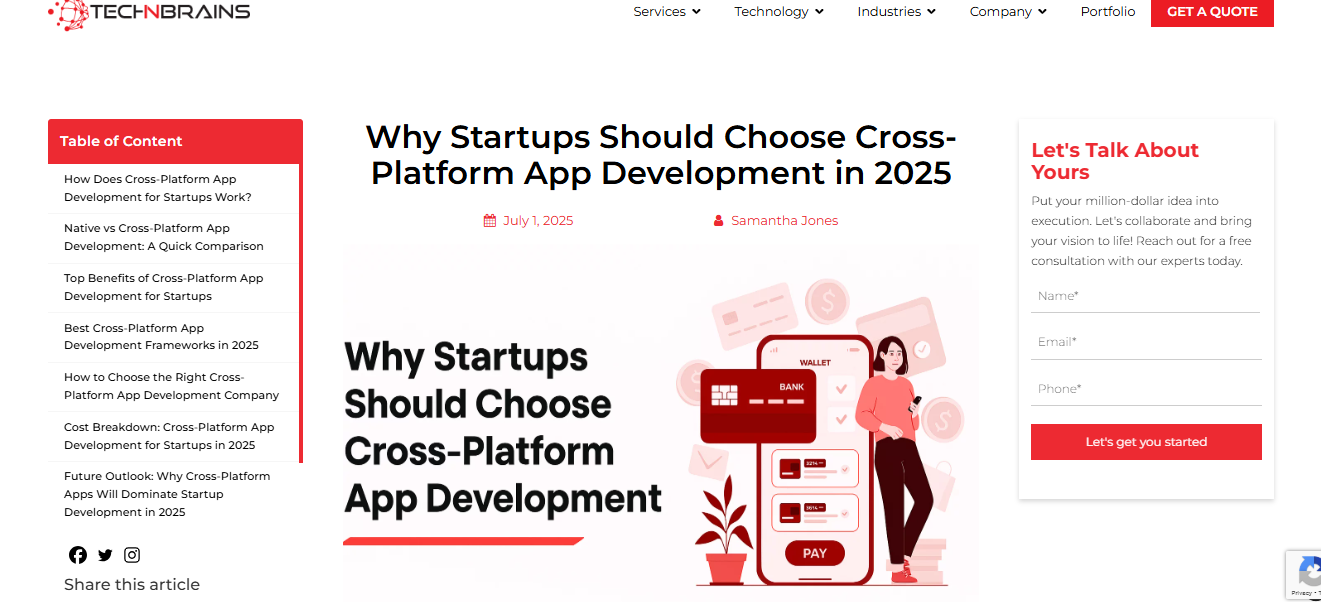 TECHNBRAINS
Services
Technology
Industries
Company
Portfolio
GET A QUOTE
Table of Content
How Does Cross-Platform App
Development for Startups Work?
Native vs Cross-Platform App
Development: A Quick Comparison
Top Benefits of Cross-Platform App
Development for Startups
Best Cross-Platform App
Development Frameworks in 2025
How to Choose the Right Cross-
Platform App Development Company
Cost Breakdown: Cross-Platform App
Development for Startups in 2025
Future Outlook: Why Cross-Platform
Apps Will Dominate Startup
Development in 2025
Share this article
Why Startups Should Choose Cross-
Platform App Development in 2025
July 1, 2025
Samantha Jones
Why Startups
Should Choose
Cross-Platform
App Development
WALLET
BANK
3214
3614
PAY
Let's Talk About
Yours
Put your million-dollar idea into
execution. Let's collaborate and bring
your vision to life! Reach out for a free
consultation with our experts today.
Name*
Email*
Phone*
Let's get you started
Privacy